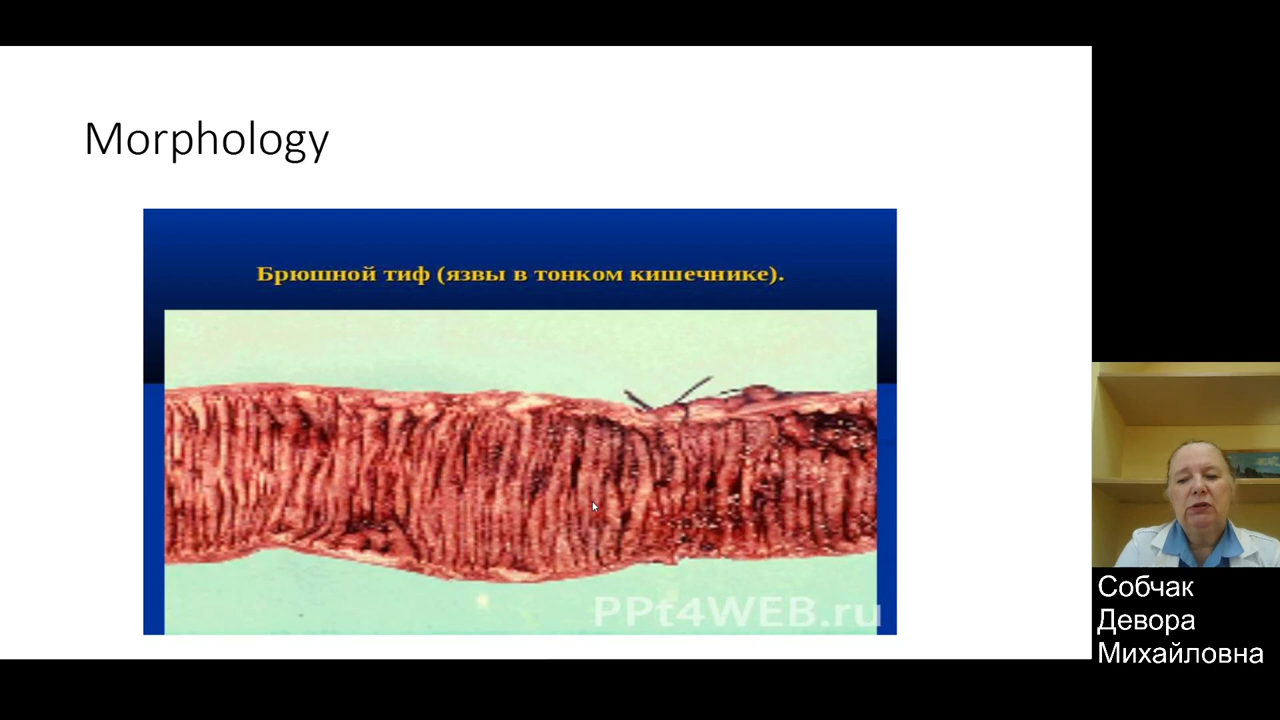 Morphology
Брюшной тиф (язвы в тонком кишечнике).
PPt4WEB.ru
Собчак
Девора
Михайловна